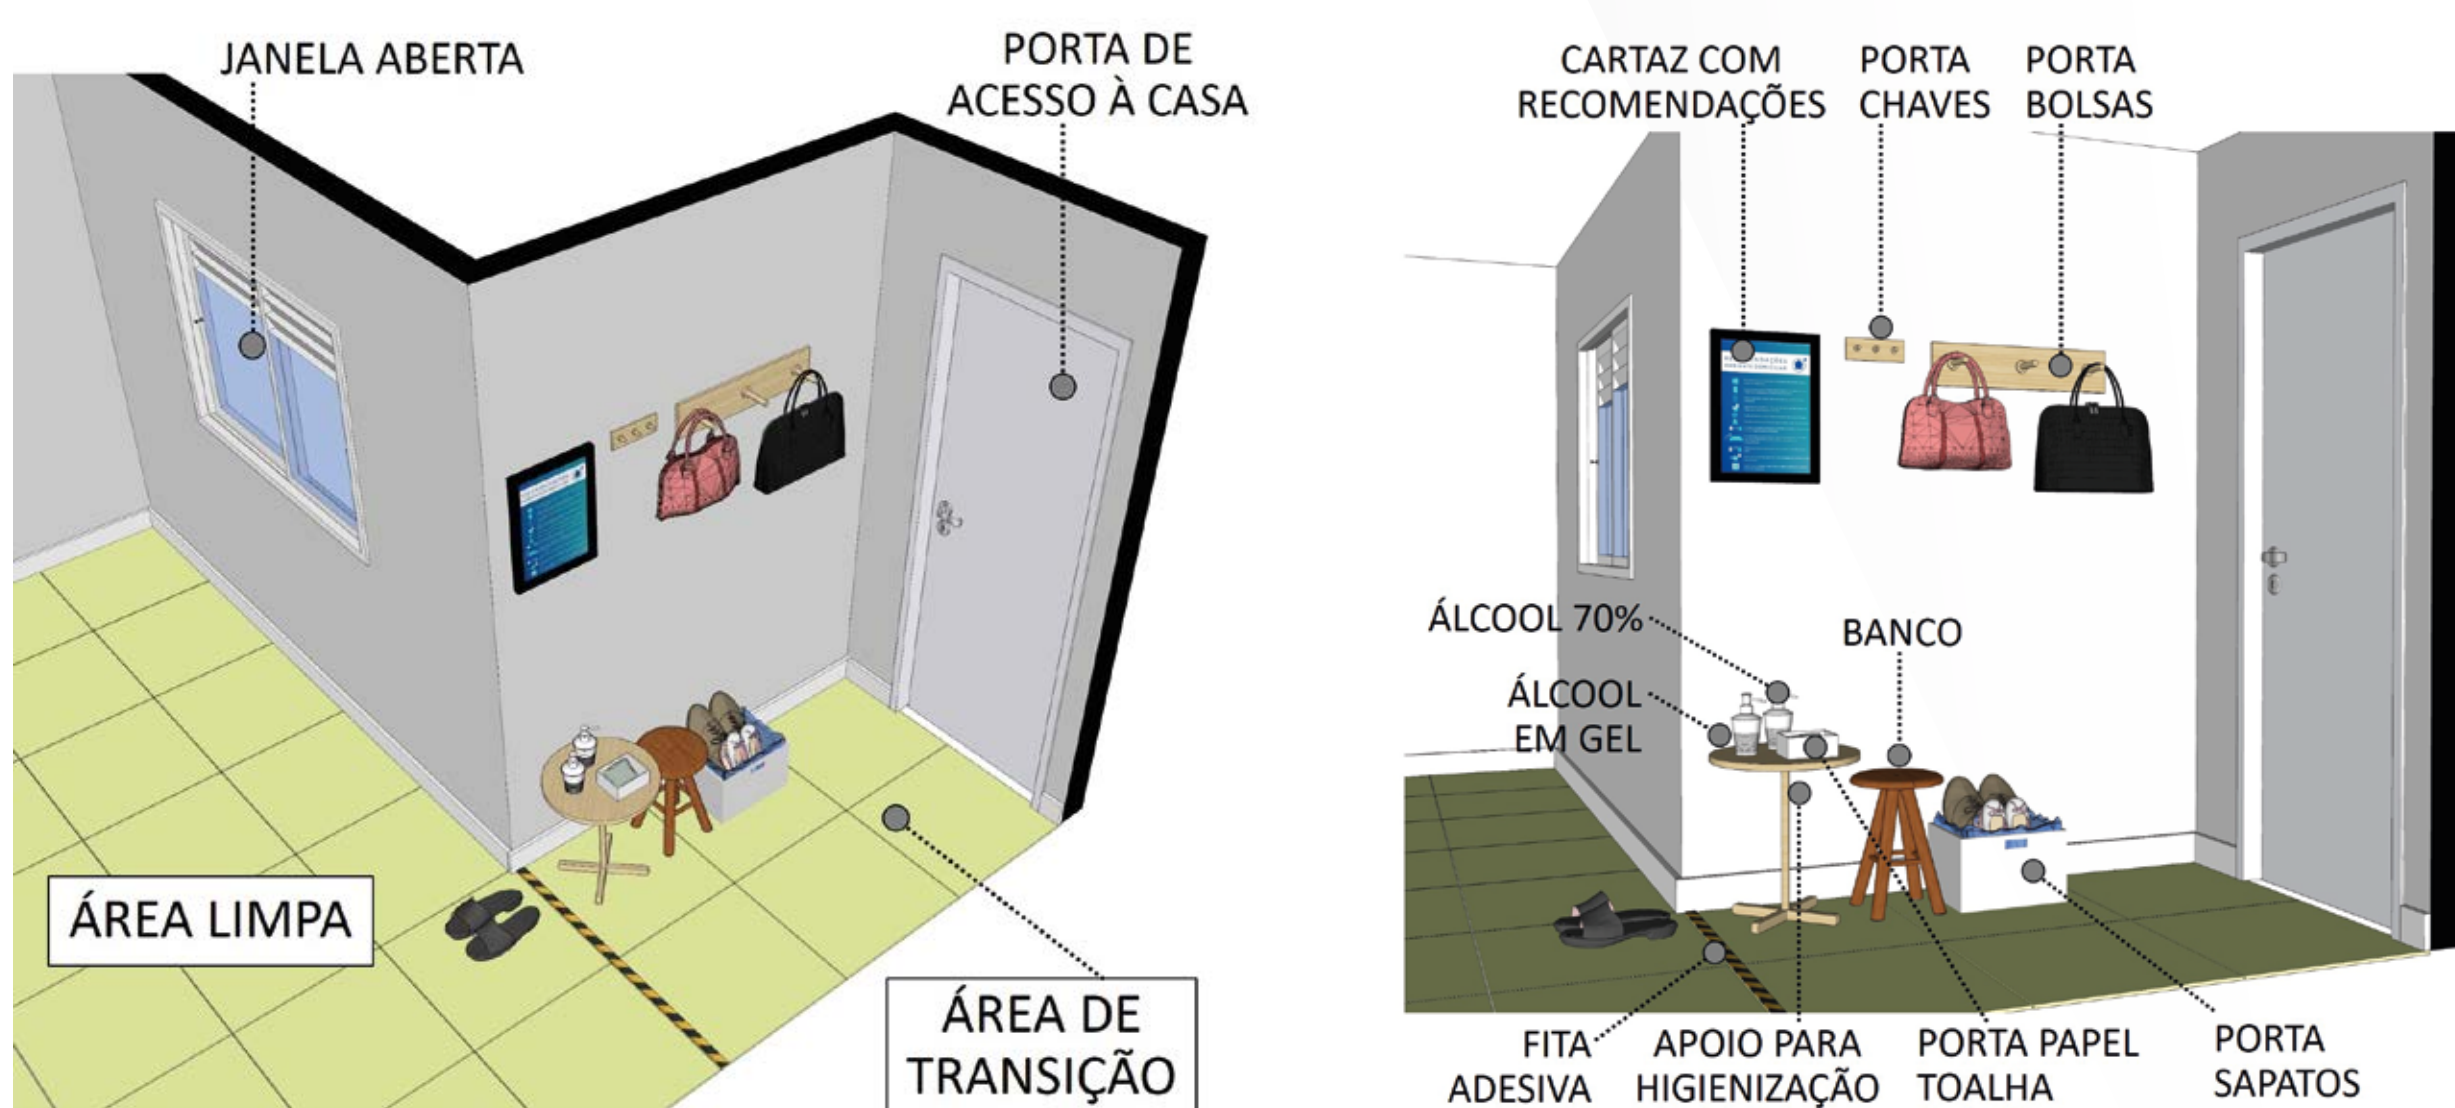 JANELA ABERTA
PORTA DE
ACESSO À CASA
ÁREA LIMPA
ÁREA DE
TRANSIÇÃO
CARTAZ COM
RECOMENDAÇÕES
PORTA
CHAVES
PORTA
BOLSAS
ÁLCOOL 70%
ÁLCOOL
EM GEL
BANCO
FITA
ADESIVA
APOIO PARA
HIGIENIZAÇÃO
PORTA PAPEL
TOALHA
PORTA
SAPATOS